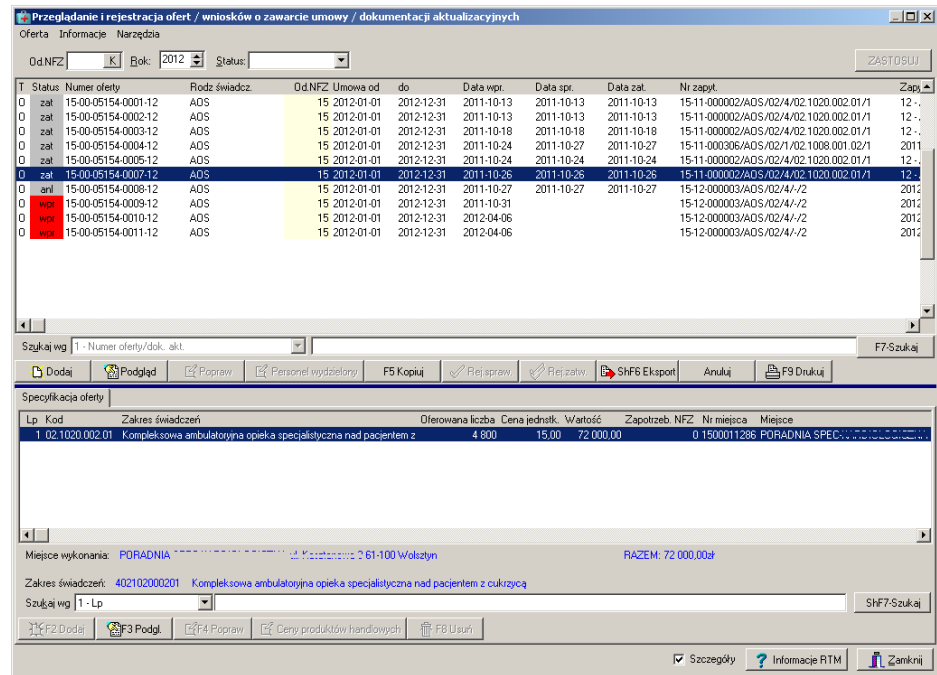 Przeglądanie i rejestracja ofert / wniosków o zawarcie umowy / dokumentacji aktualizacyjnych
Oferta Informacje Narzędzia
Od.NFZ K Rok: 2012 Status: ZASTOSUJ
T Status Numer oferty Rodz świadcz. Od.NFZ Umowa od do Data wpr. Data spr. Data zat. Nr zapyt. Zapy
O zat 15-00-05154-0001-12 AOS 15 2012-01-01 2012-12-31 2011-10-13 2011-10-13 2011-10-13 15-11-000002/AOS/02/4/02.1020.002.01/1 12 -
O zat 15-00-05154-0002-12 AOS 15 2012-01-01 2012-12-31 2011-10-13 2011-10-13 2011-10-13 15-11-000002/AOS/02/4/02.1020.002.01/1 12 -
O zat 15-00-05154-0003-12 AOS 15 2012-01-01 2012-12-31 2011-10-18 2011-10-18 2011-10-18 15-11-000002/AOS/02/4/02.1020.002.01/1 12 -
O zat 15-00-05154-0004-12 AOS 15 2012-01-01 2012-12-31 2011-10-24 2011-10-27 2011-10-27 15-11-000306/AOS/02/1/02.1008.001.02/1 2011
O zat 15-00-05154-0005-12 AOS 15 2012-01-01 2012-12-31 2011-10-24 2011-10-24 2011-10-24 15-11-000002/AOS/02/4/02.1020.002.01/1 12 -
O zat 15-00-05154-0007-12 AOS 15 2012-01-01 2012-12-31 2011-10-26 2011-10-26 2011-10-26 15-11-000002/AOS/02/4/02.1020.002.01/1 12 -
O anl 15-00-05154-0008-12 AOS 15 2012-01-01 2012-12-31 2011-10-27 2011-10-27 2011-10-27 15-12-000003/AOS/02/4/-/2 2012
O wpr 15-00-05154-0009-12 AOS 15 2012-01-01 2012-12-31 2011-10-31 15-12-000003/AOS/02/4/-/2 2012
O wpr 15-00-05154-0010-12 AOS 15 2012-01-01 2012-12-31 2012-04-06 15-12-000003/AOS/02/4/-/2 2012
O wpr 15-00-05154-0011-12 AOS 15 2012-01-01 2012-12-31 2012-04-06 15-12-000003/AOS/02/4/-/2 2012
Szukaj wg 1 - Numer oferty/dok. akt. F7-Szukaj
Dodaj Podgląd Popraw Personel wydzielony F5 Kopiuj Rej.spraw. Rej.zatw. ShF6 Eksport Anuluj F9 Drukuj
Specyfikacja oferty
Lp Kod Zakres świadczeń Oferowana liczba Cena jednstk. Wartość Zapotrzeb. NFZ Nr miejsca Miejsce
1 02.1020.002.01 Kompleksowa ambulatoryjna opieka specjalistyczna nad pacjentem z 4 800 15,00 72 000,00 0 1500011286 PORADNIA
Miejsce wykonania: PORADNIA 61-100 Wolsztyn RAZEM: 72 000,00zł
Zakres świadczeń: 402102000201 Kompleksowa ambulatoryjna opieka specjalistyczna nad pacjentem z cukrzycą
Szukaj wg 1 - Lp ShF7-Szukaj
F2 Dodaj F3 Podgl. F4 Popraw Ceny produktów handlowych F8 Usuń
Szczegóły Informacje RTM Zamknij